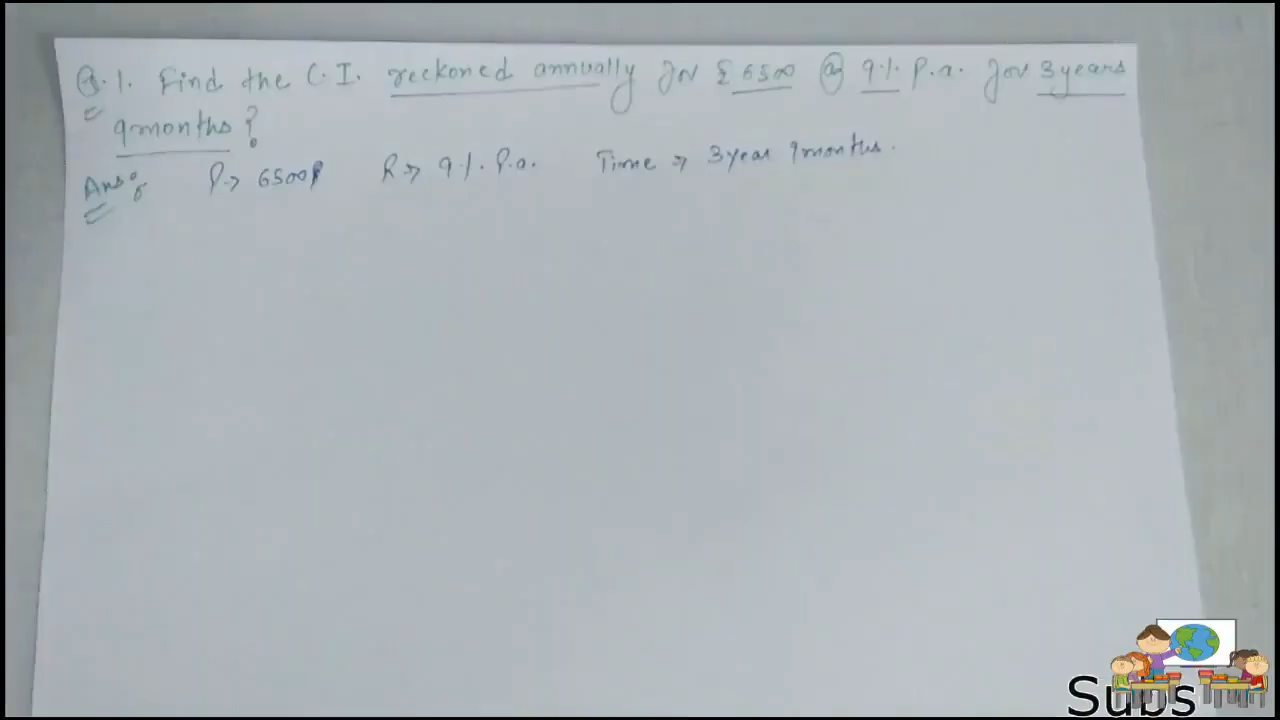 Q.1. Find the C.I. reckoned annually for ₹ 6500 @ 9% P.a. for 3 years
9 months?
Ans: P→ 6500 R→ 9%. P.a. Time → 3 year 9 months.
Subs